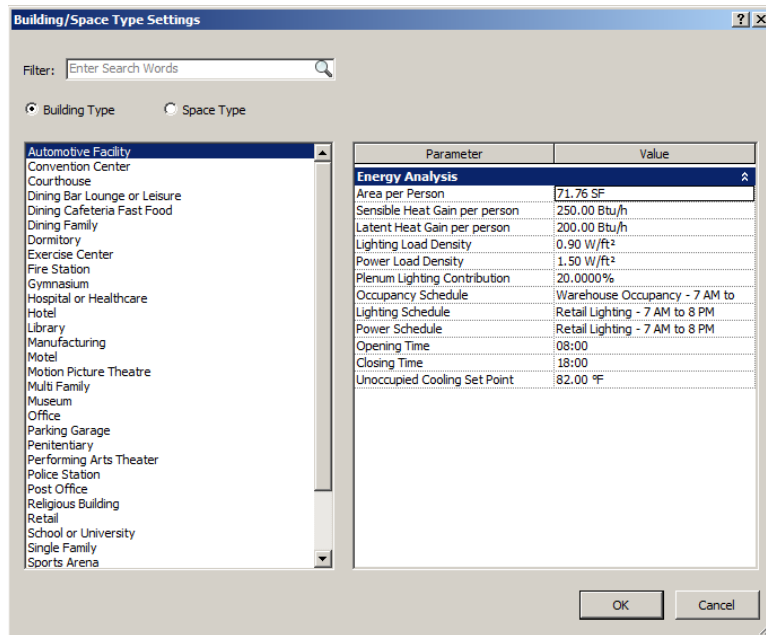 Building/Space Type Settings
Filter: Enter Search Words
Building Type Space Type
Automotive Facility
Convention Center
Courthouse
Dining Bar Lounge or Leisure
Dining Cafeteria Fast Food
Dining Family
Dormitory
Exercise Center
Fire Station
Gymnasium
Hospital or Healthcare
Hotel
Library
Manufacturing
Motel
Motion Picture Theatre
Multi Family
Museum
Office
Parking Garage
Penitentiary
Performing Arts Theater
Police Station
Post Office
Religious Building
Retail
School or University
Single Family
Sports Arena
Parameter Value
Energy Analysis
Area per Person 71.76 SF
Sensible Heat Gain per person 250.00 Btu/h
Latent Heat Gain per person 200.00 Btu/h
Lighting Load Density 0.90 W/ft²
Power Load Density 1.50 W/ft²
Plenum Lighting Contribution 20.0000%
Occupancy Schedule Warehouse Occupancy - 7 AM to
Lighting Schedule Retail Lighting - 7 AM to 8 PM
Power Schedule Retail Lighting - 7 AM to 8 PM
Opening Time 08:00
Closing Time 18:00
Unoccupied Cooling Set Point 82.00 °F
OK Cancel